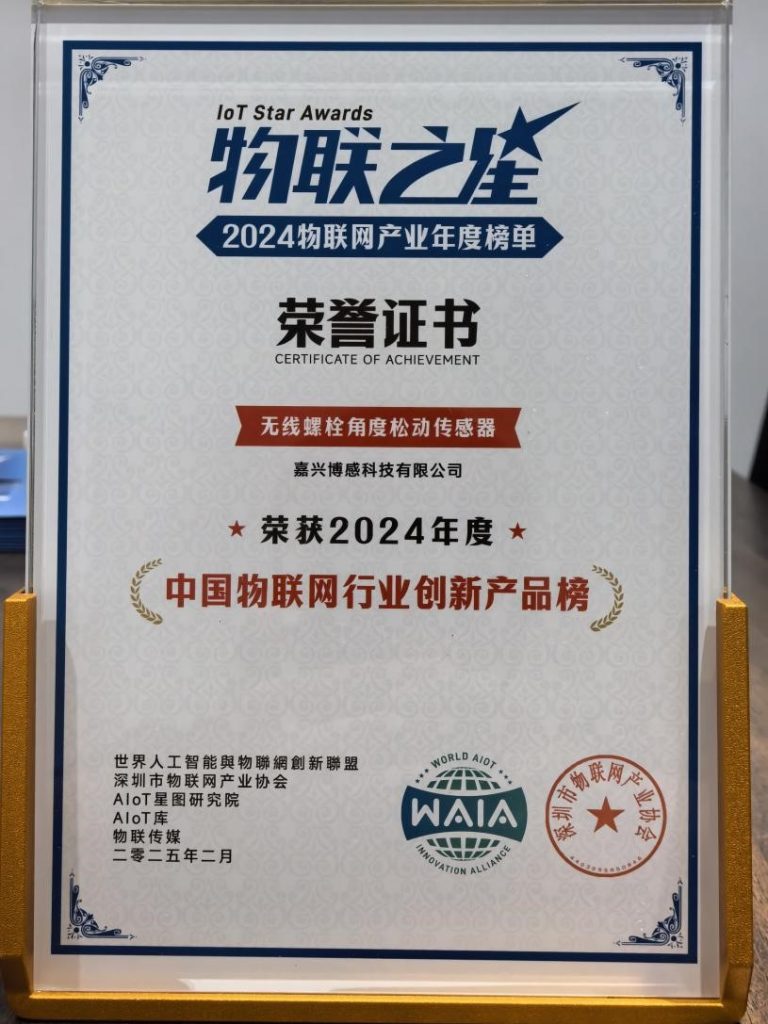 IoT Star Awards
物联之星
2024物联网产业年度榜单
荣誉证书
CERTIFICATE OF ACHIEVEMENT
无线螺栓角度松动传感器
嘉兴博感科技有限公司
荣获2024年度
中国物联网行业创新产品榜
世界人工智能與物聯網創新聯盟
深圳市物联网产业协会
AIoT星图研究院
AIoT库
物联传媒
二零二五年二月
WORLD AIOT
WAIA
INNOVATION ALLIANCE
深圳市物联网产业协会